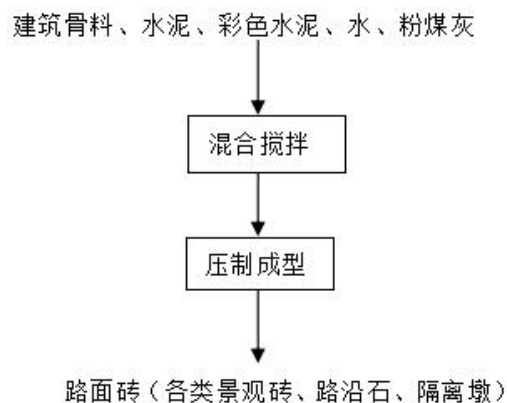 建筑骨料、水泥、彩色水泥、水、粉煤灰
混合搅拌
压制成型
路面砖（各类景观砖、路沿石、隔离墩）